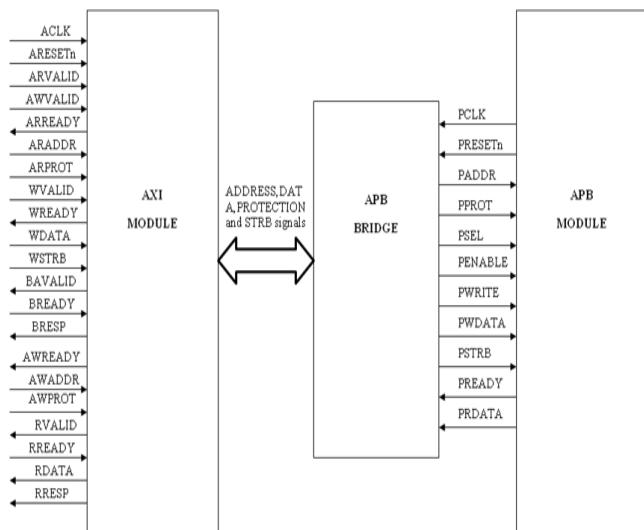 ACLK
ARESETn
ARVALID
AWVALID
ARREADY
ARADDR
ARPROT
WVALID
WREADY
WDATA
WSTRB
BAVALID
BREADY
BRESP
AWREADY
AWADDR
AWPROT
RVALID
RREADY
RDATA
RRESP
AXI
MODULE
ADDRESS, DAT
A, PROTECTION
and STRB signals
APB
BRIDGE
PCLK
PRESETn
PADDR
PPROT
PSEL
PENABLE
PWRITE
PWDATA
PSTRB
PREADY
PRDATA
APB
MODULE